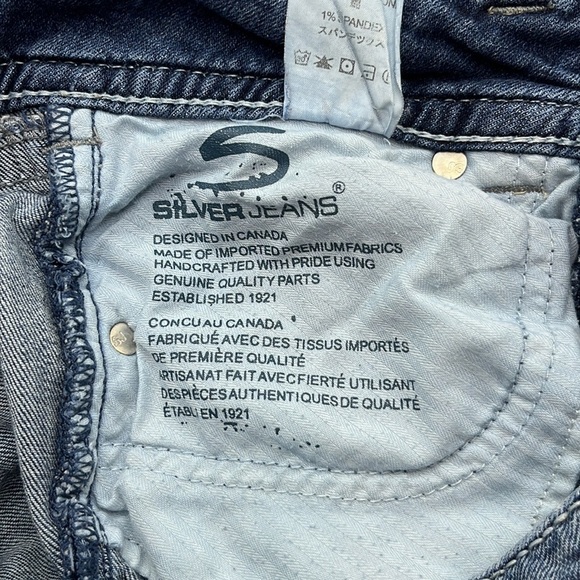 1% SPANDEX
スパンデックス
S
SILVER JEANS ®
DESIGNED IN CANADA
MADE OF IMPORTED PREMIUM FABRICS
HANDCRAFTED WITH PRIDE USING
GENUINE QUALITY PARTS
ESTABLISHED 1921
CONCU AU CANADA
FABRIQUÉ AVEC DES TISSUS IMPORTÉS
DE PREMIÈRE QUALITÉ
ARTISANAT FAIT AVEC FIERTÉ UTILISANT
DES PIÈCES AUTHENTIQUES DE QUALITÉ
ÉTABLI EN 1921